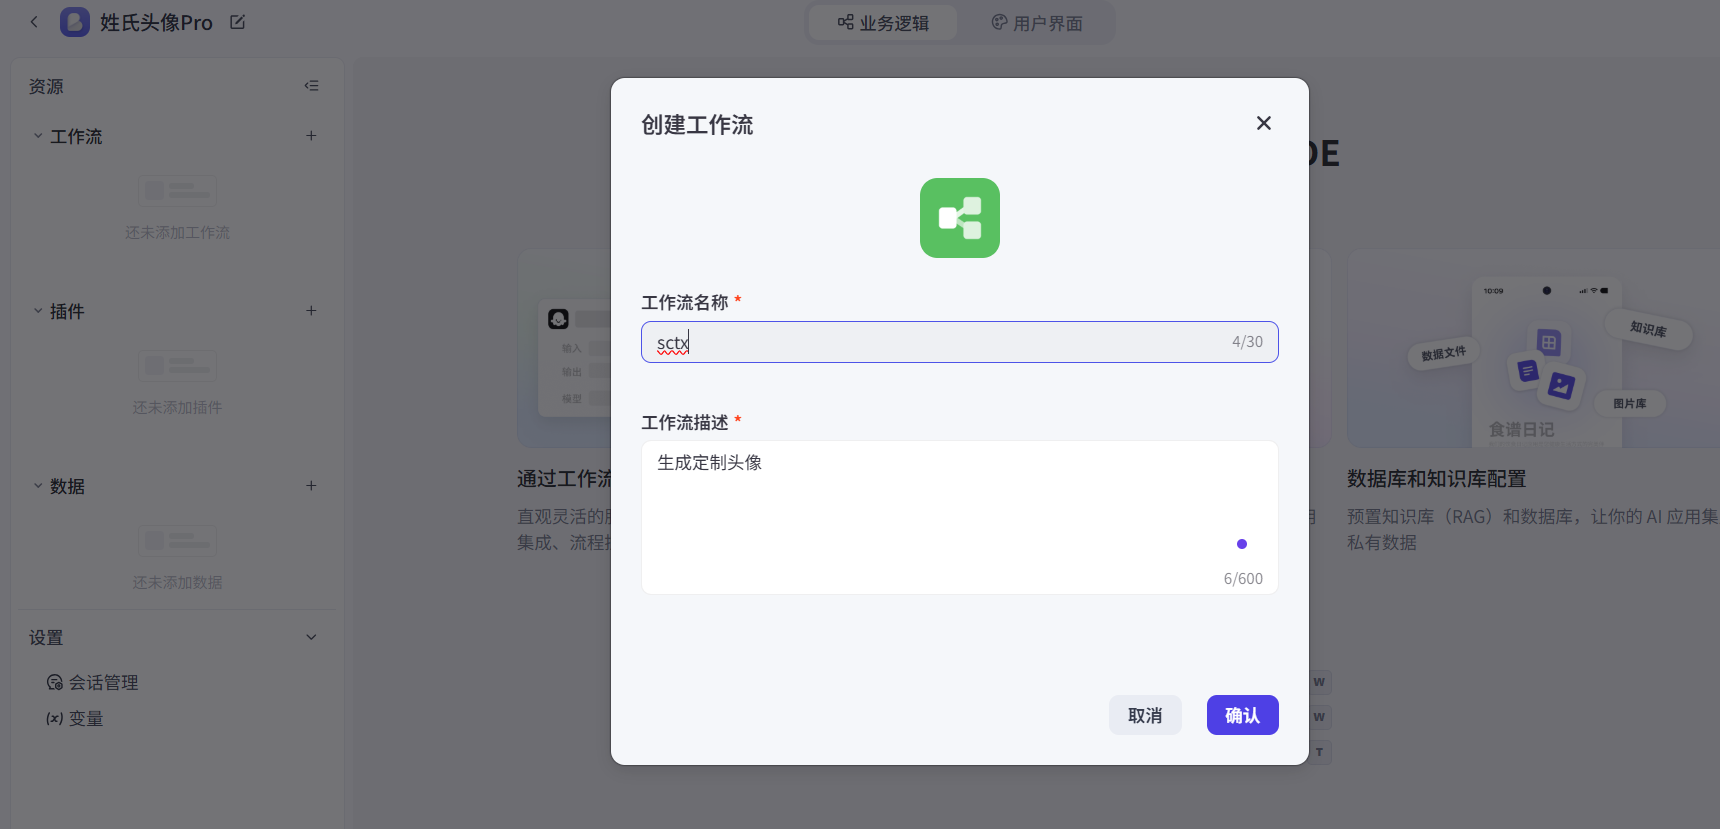 姓氏头像Pro
业务逻辑
用户界面
资源
工作流
还未添加工作流
插件
还未添加插件
数据
还未添加数据
设置
会话管理
变量
创建工作流
工作流名称 *
sctx
4/30
工作流描述 *
生成定制头像
6/600
取消
确认
DE
输入
输出
模型
通过工作流
直观灵活的
集成、流程
10:09
数据文件
知识库
图片库
食谱日记
数据库和知识库配置
预置知识库（RAG）和数据库，让你的 AI 应用集
私有数据
W
W
T